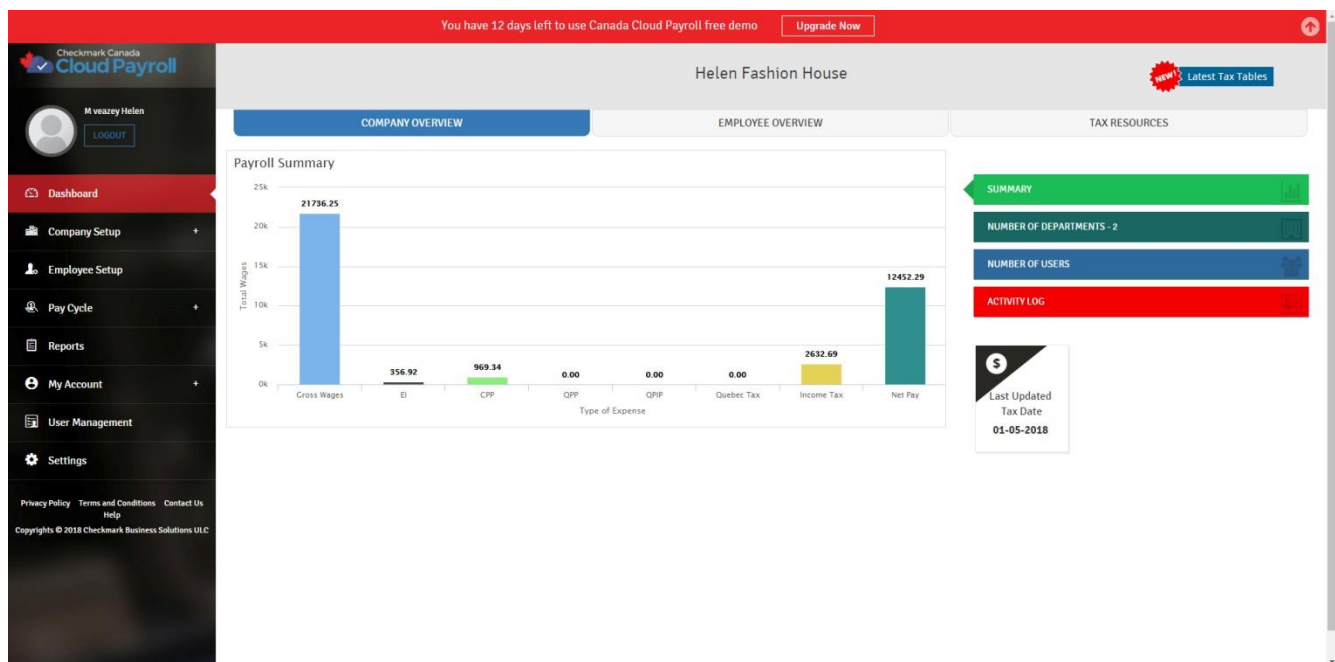 You have 12 days left to use Canada Cloud Payroll free demo Upgrade Now
Checkmark Canada
Cloud Payroll
M veazey Helen
LOGOUT
Dashboard
Company Setup +
Employee Setup
Pay Cycle +
Reports
My Account +
User Management
Settings
Privacy Policy Terms and Conditions Contact Us
Help
Copyrights © 2018 Checkmark Business Solutions ULC
Helen Fashion House
NEW! Latest Tax Tables
COMPANY OVERVIEW EMPLOYEE OVERVIEW TAX RESOURCES
Payroll Summary
25k
20k
15k
10k
5k
0k
Total Wages
21736.25
356.92
969.34
0.00
0.00
0.00
2632.69
12452.29
Gross Wages EI CPP QPP QPIP Quebec Tax Income Tax Net Pay
Type of Expense
SUMMARY
NUMBER OF DEPARTMENTS - 2
NUMBER OF USERS
ACTIVITY LOG
$
Last Updated
Tax Date
01-05-2018